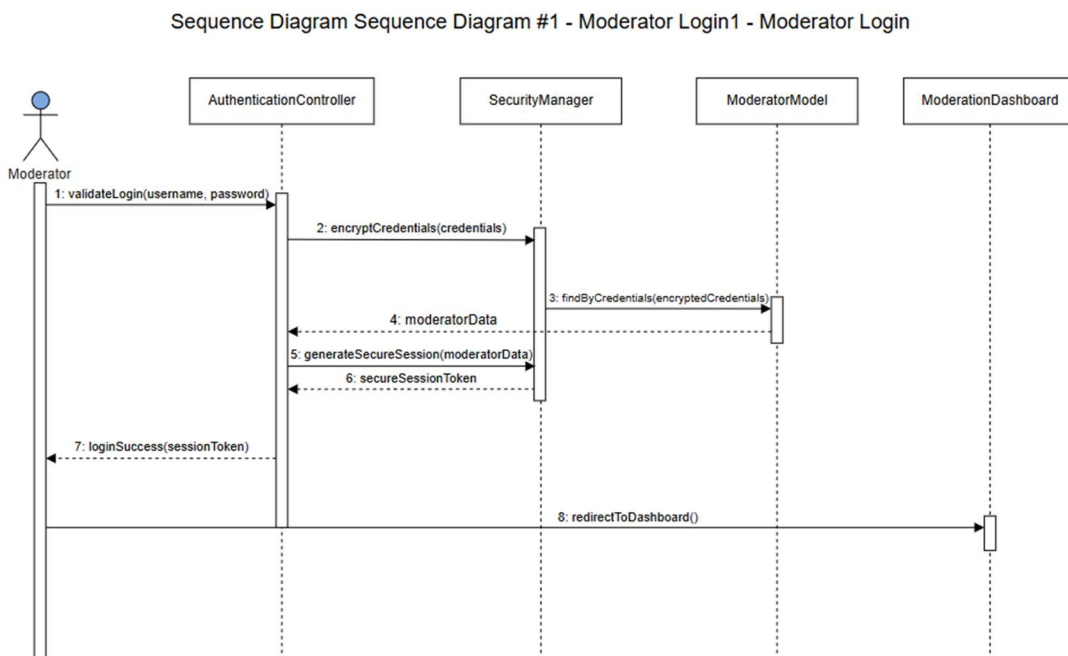 Sequence Diagram Sequence Diagram #1 - Moderator Login1 - Moderator Login
AuthenticationController
SecurityManager
ModeratorModel
ModerationDashboard
Moderator
1: validateLogin(username, password)
2: encryptCredentials(credentials)
3: findByCredentials(encryptedCredentials)
4: moderatorData
5: generateSecureSession(moderatorData)
6: secureSessionToken
7: loginSuccess(sessionToken)
8: redirectToDashboard()